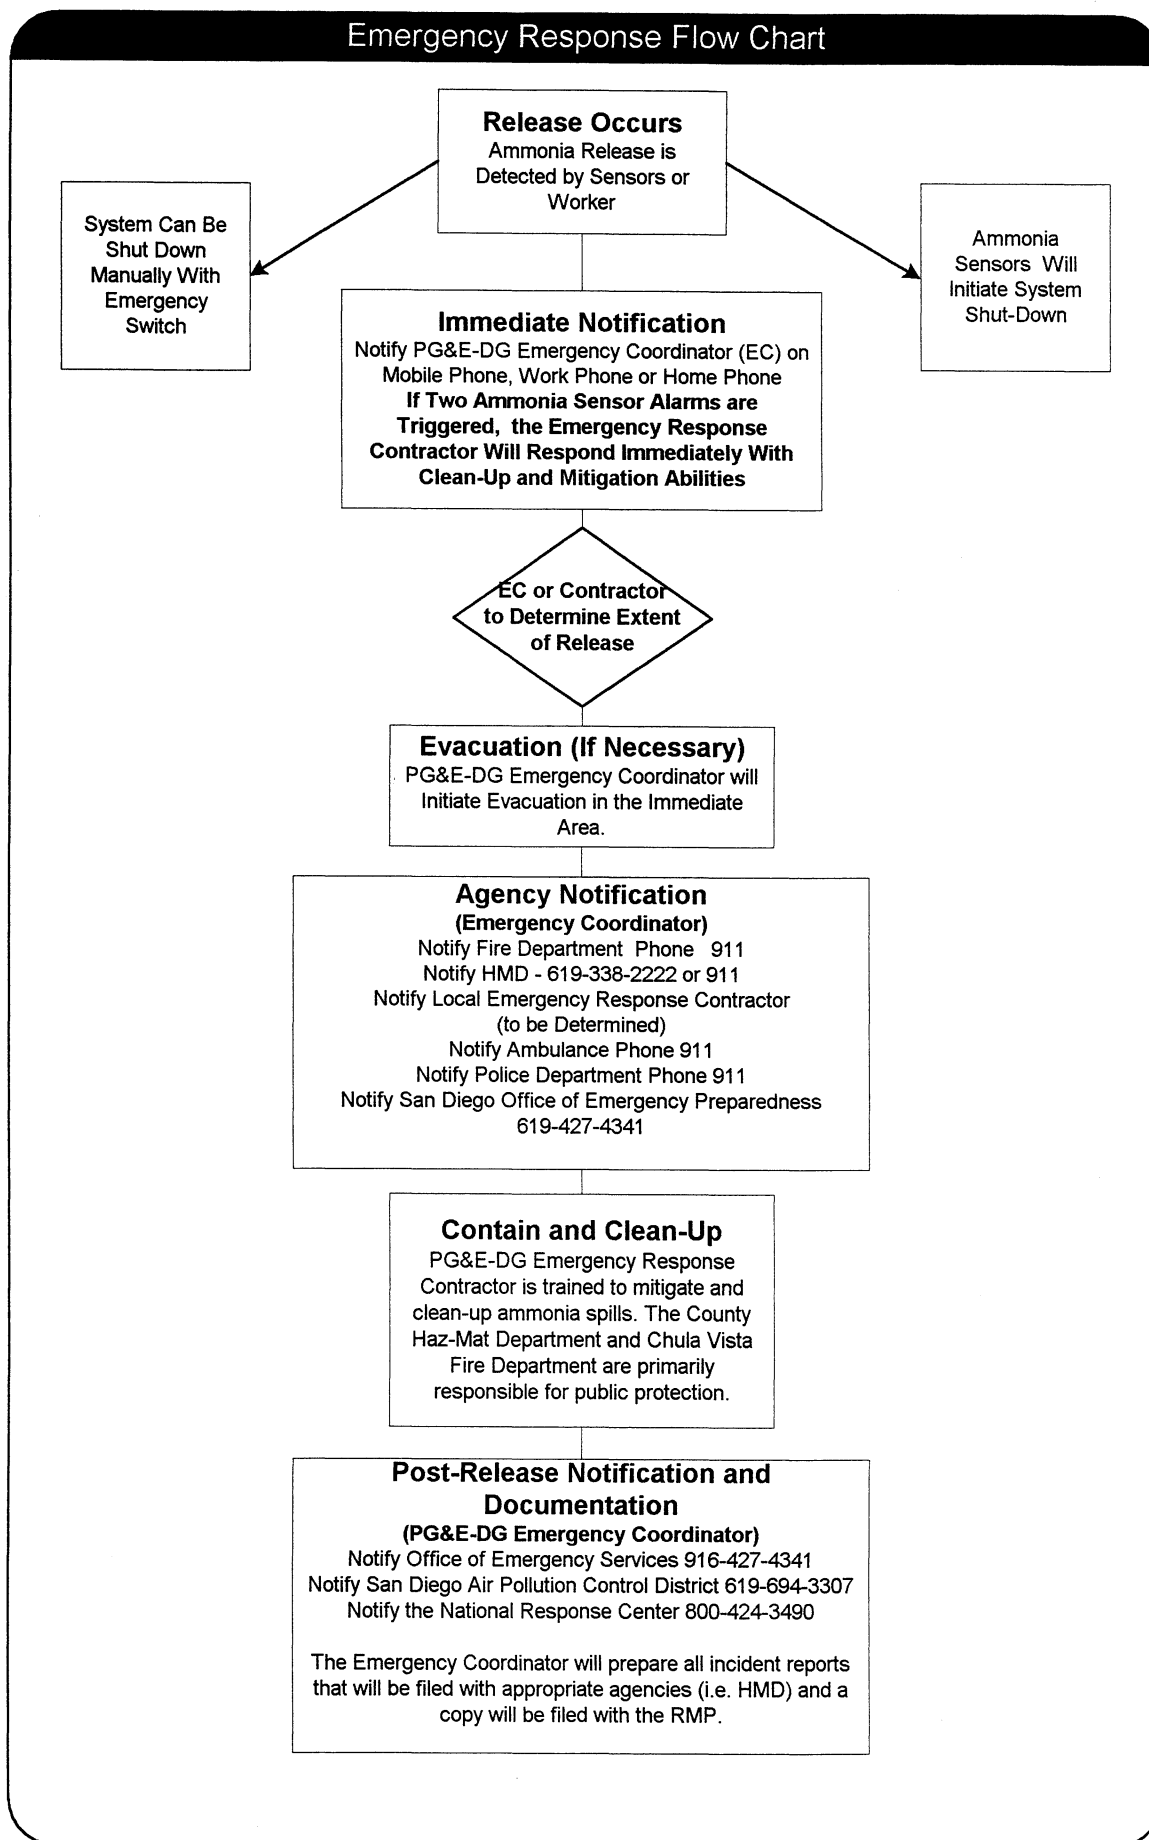 Emergency Response Flow Chart
Release Occurs
Ammonia Release is
Detected by Sensors or
Worker
System Can Be
Shut Down
Manually With
Emergency
Switch
Ammonia
Sensors Will
Initiate System
Shut-Down
Immediate Notification
Notify PG&E-DG Emergency Coordinator (EC) on
Mobile Phone, Work Phone or Home Phone
If Two Ammonia Sensor Alarms are
Triggered, the Emergency Response
Contractor Will Respond Immediately With
Clean-Up and Mitigation Abilities
EC or Contractor
to Determine Extent
of Release
Evacuation (If Necessary)
PG&E-DG Emergency Coordinator will
Initiate Evacuation in the Immediate
Area.
Agency Notification
(Emergency Coordinator)
Notify Fire Department Phone 911
Notify HMD - 619-338-2222 or 911
Notify Local Emergency Response Contractor
(to be Determined)
Notify Ambulance Phone 911
Notify Police Department Phone 911
Notify San Diego Office of Emergency Preparedness
619-427-4341
Contain and Clean-Up
PG&E-DG Emergency Response
Contractor is trained to mitigate and
clean-up ammonia spills. The County
Haz-Mat Department and Chula Vista
Fire Department are primarily
responsible for public protection.
Post-Release Notification and
Documentation
(PG&E-DG Emergency Coordinator)
Notify Office of Emergency Services 916-427-4341
Notify San Diego Air Pollution Control District 619-694-3307
Notify the National Response Center 800-424-3490
The Emergency Coordinator will prepare all incident reports
that will be filed with appropriate agencies (i.e. HMD) and a
copy will be filed with the RMP.